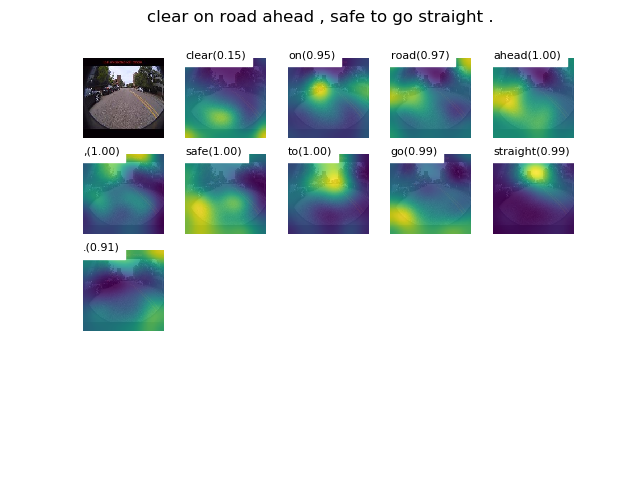 clear on road ahead , safe to go straight .
clear(0.15)
on(0.95)
road(0.97)
ahead(1.00)
,(1.00)
safe(1.00)
to(1.00)
go(0.99)
straight(0.99)
.(0.91)